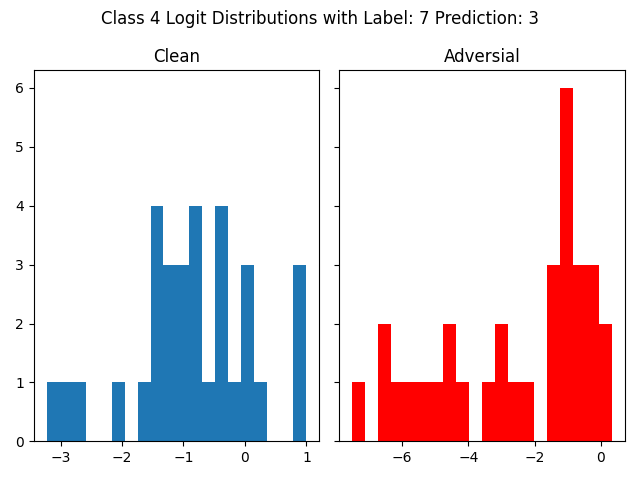 Class 4 Logit Distributions with Label: 7 Prediction: 3
Clean
Adversial
6
5
4
3
2
1
0
−3 −2 −1 0 1
−6 −4 −2 0